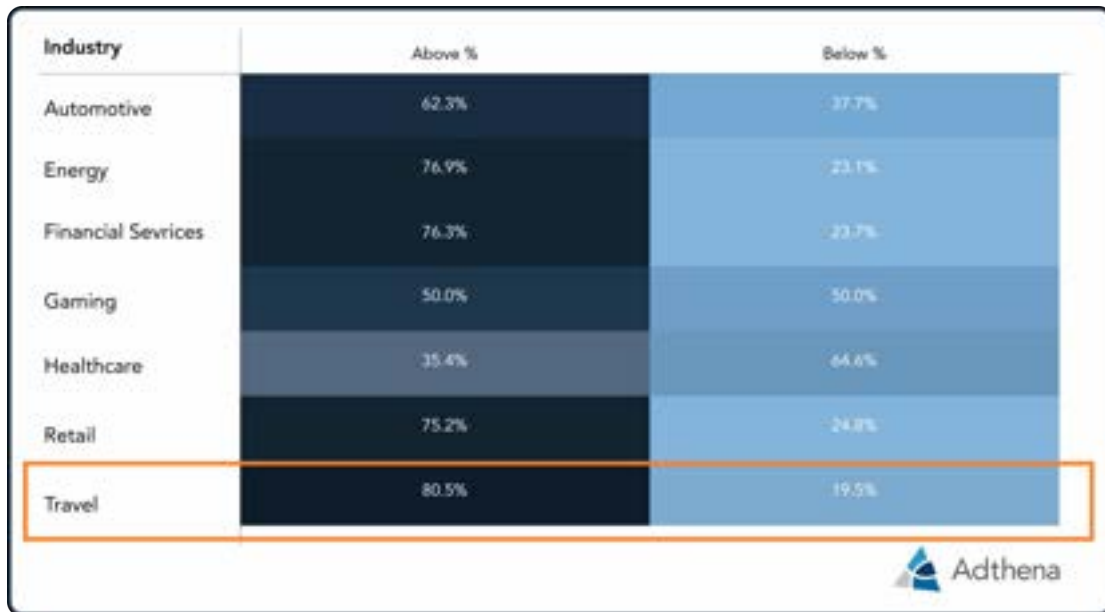 Industry Above % Below %
Automotive 62.3% 37.7%
Energy 76.9% 23.1%
Financial Sevrices 76.3% 23.7%
Gaming 50.0% 50.0%
Healthcare 35.4% 64.6%
Retail 75.2% 24.8%
Travel 80.5% 19.5%
Adthena